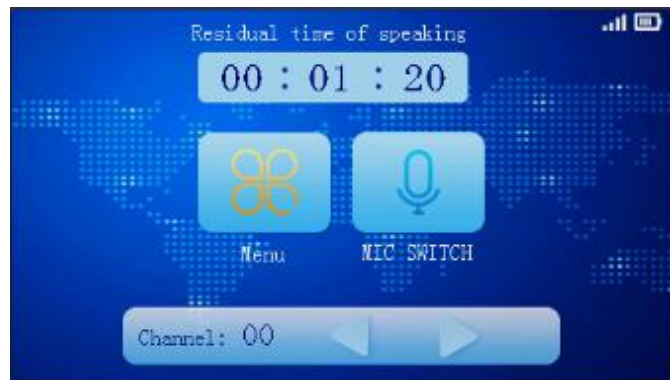 Residual time of speaking
00 : 01 : 20
Menu
MIC SWITCH
Channel: 00